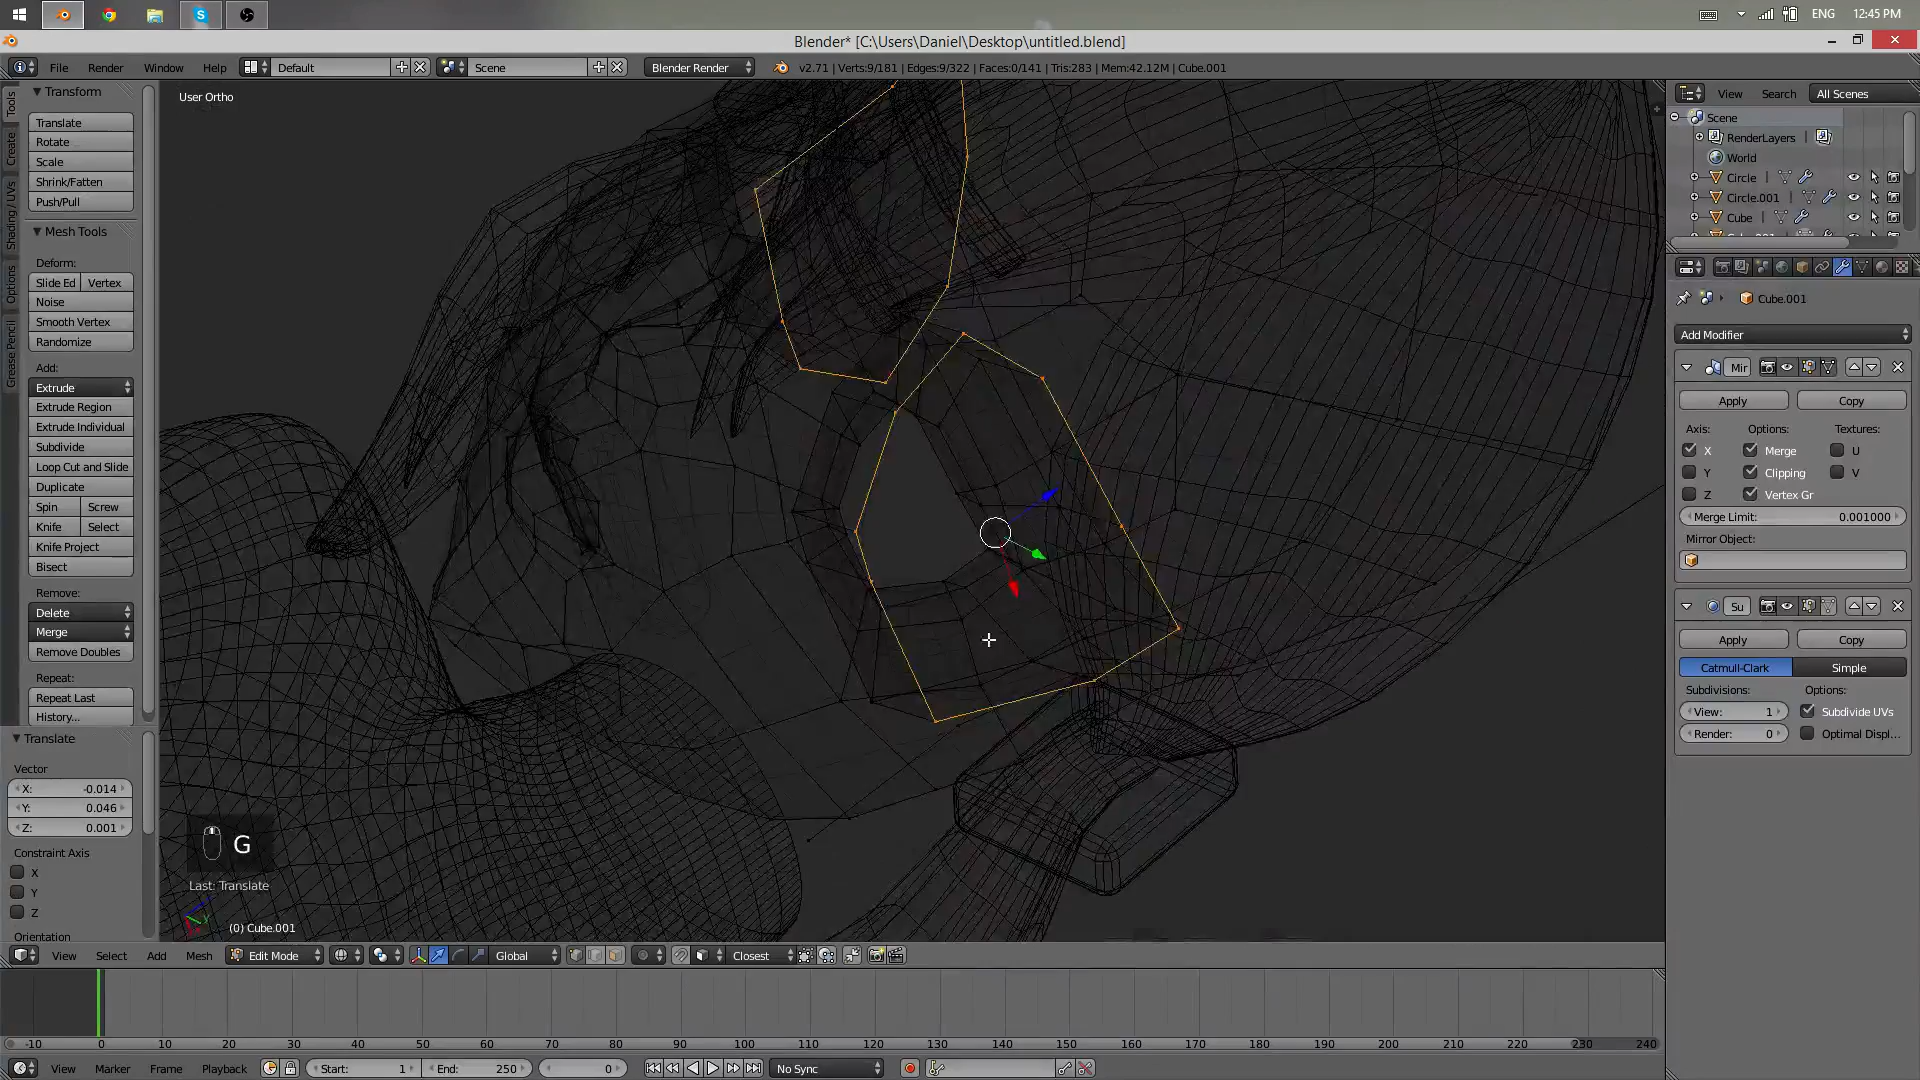 ENG
12:45 PM
Blender* [C:\Users\Daniel\Desktop\untitled.blend]
File Render Window Help Default Scene Blender Render v2.71 | Verts:9/181 | Edges:9/322 | Faces:0/141 | Tris:283 | Mem:42.12M | Cube.001
Transform
Translate
Rotate
Scale
Shrink/Fatten
Push/Pull
Mesh Tools
Deform:
Slide Ed Vertex
Noise
Smooth Vertex
Randomize
Add:
Extrude
Extrude Region
Extrude Individual
Subdivide
Loop Cut and Slide
Duplicate
Spin Screw
Knife Select
Knife Project
Bisect
Remove:
Delete
Merge
Remove Doubles
Repeat:
Repeat Last
History...
Tools
Create
Shading / UVs
Options
Grease Pencil
Translate
Vector
X: -0.014
Y: 0.046
Z: 0.001
Constraint Axis
X
Y
Z
Orientation
User Ortho
G
Last: Translate
(0) Cube.001
View Select Add Mesh Edit Mode Global Closest
-10 0 10 20 30 40 50 60 70 80 90 100 110 120 130 140 150 160 170 180 190 200 210 220 230 240
View Marker Frame Playback Start: 1 End: 250 0 No Sync
View Search All Scenes
Scene
RenderLayers
World
Circle
Circle.001
Cube
Cube.001
Add Modifier
Mir
Apply Copy
Axis: Options: Textures:
X Merge U
Y Clipping V
Z Vertex Gr
Merge Limit: 0.001000
Mirror Object:
Su
Apply Copy
Catmull-Clark Simple
Subdivisions: Options:
View: 1 Subdivide UVs
Render: 0 Optimal Displ...